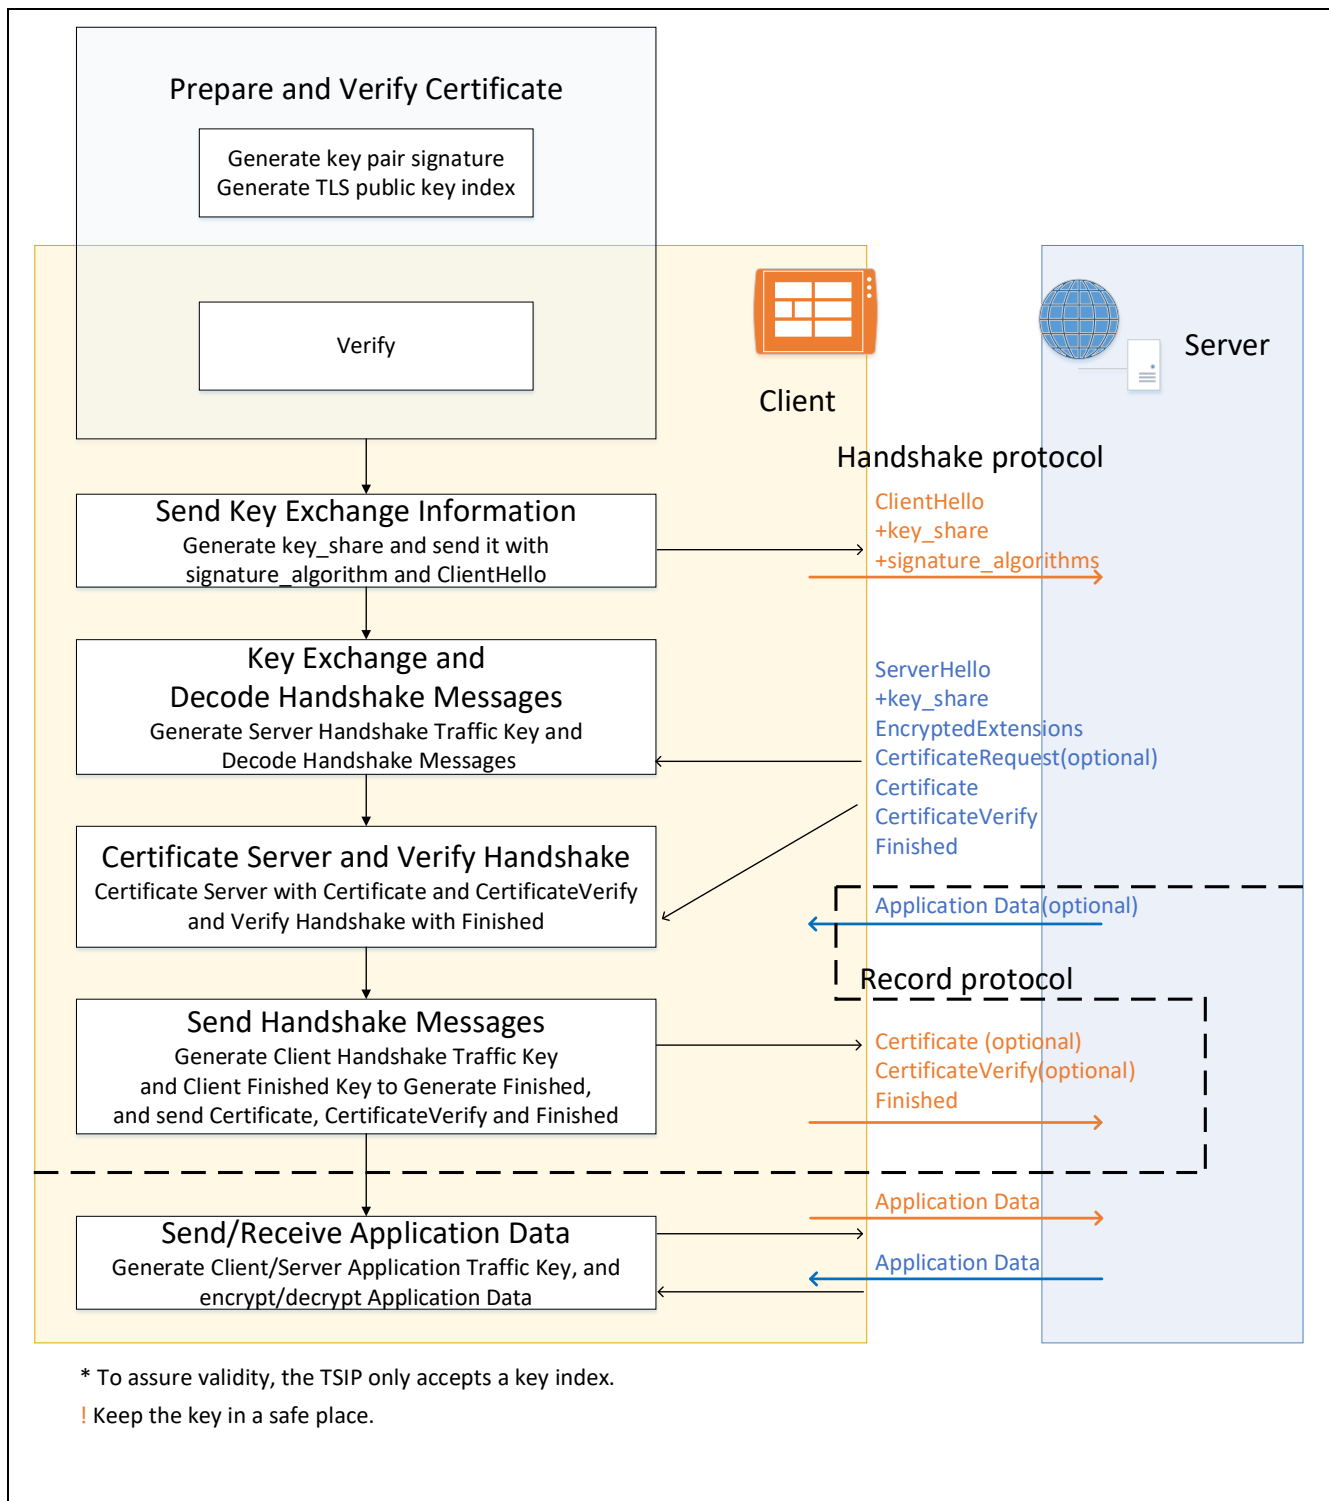 Prepare and Verify Certificate
Generate key pair signature
Generate TLS public key index
Verify
Client
Server
Handshake protocol
Send Key Exchange Information
Generate key_share and send it with
signature_algorithm and ClientHello
ClientHello
+key_share
+signature_algorithms
Key Exchange and
Decode Handshake Messages
Generate Server Handshake Traffic Key and
Decode Handshake Messages
ServerHello
+key_share
EncryptedExtensions
CertificateRequest(optional)
Certificate
CertificateVerify
Finished
Certificate Server and Verify Handshake
Certificate Server with Certificate and CertificateVerify
and Verify Handshake with Finished
Application Data(optional)
Record protocol
Send Handshake Messages
Generate Client Handshake Traffic Key
and Client Finished Key to Generate Finished,
and send Certificate, CertificateVerify and Finished
Certificate (optional)
CertificateVerify(optional)
Finished
Send/Receive Application Data
Generate Client/Server Application Traffic Key, and
encrypt/decrypt Application Data
Application Data
Application Data
* To assure validity, the TSIP only accepts a key index.
! Keep the key in a safe place.